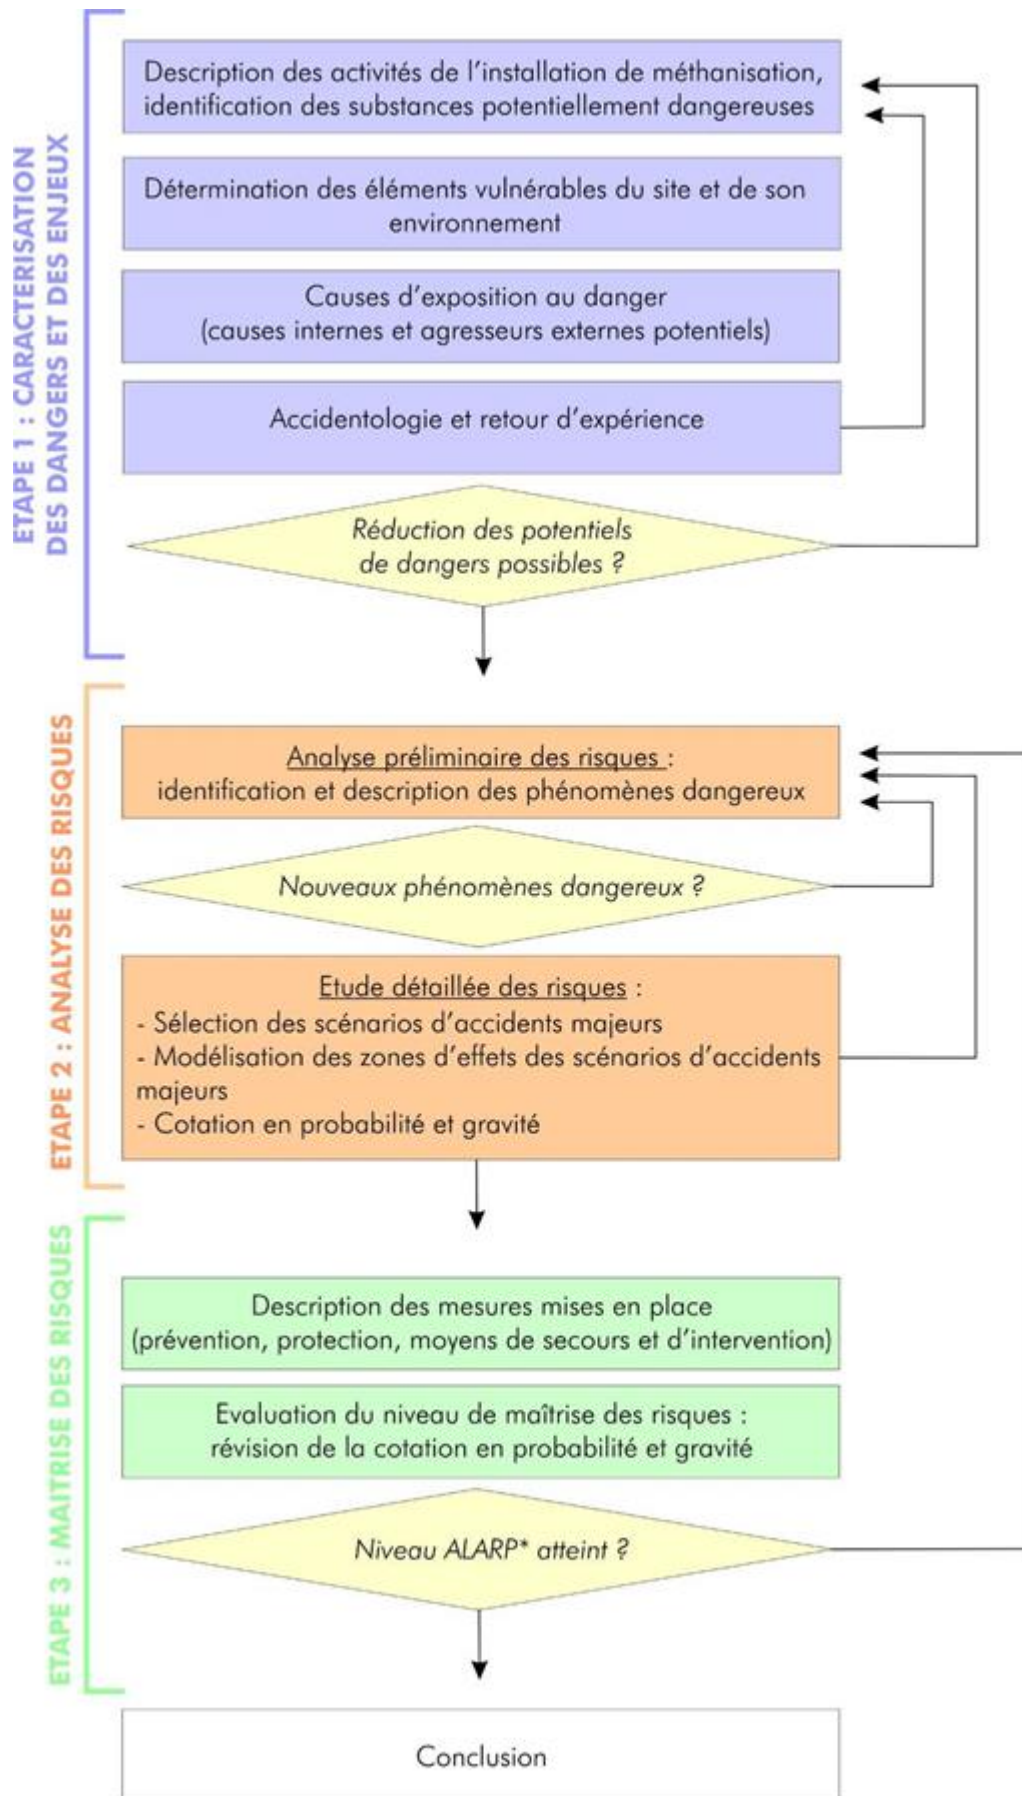 ETAPE 1 : CARACTERISATION
DES DANGERS ET DES ENJEUX
Description des activités de l'installation de méthanisation,
identification des substances potentiellement dangereuses
Détermination des éléments vulnérables du site et de son
environnement
Causes d'exposition au danger
(causes internes et agresseurs externes potentiels)
Accidentologie et retour d'expérience
Réduction des potentiels
de dangers possibles ?
ETAPE 2 : ANALYSE DES RISQUES
Analyse préliminaire des risques :
identification et description des phénomènes dangereux
Nouveaux phénomènes dangereux ?
Etude détaillée des risques :
- Sélection des scénarios d'accidents majeurs
- Modélisation des zones d'effets des scénarios d'accidents
majeurs
- Cotation en probabilité et gravité
ETAPE 3 : MAITRISE DES RISQUES
Description des mesures mises en place
(prévention, protection, moyens de secours et d'intervention)
Evaluation du niveau de maîtrise des risques :
révision de la cotation en probabilité et gravité
Niveau ALARP* atteint ?
Conclusion